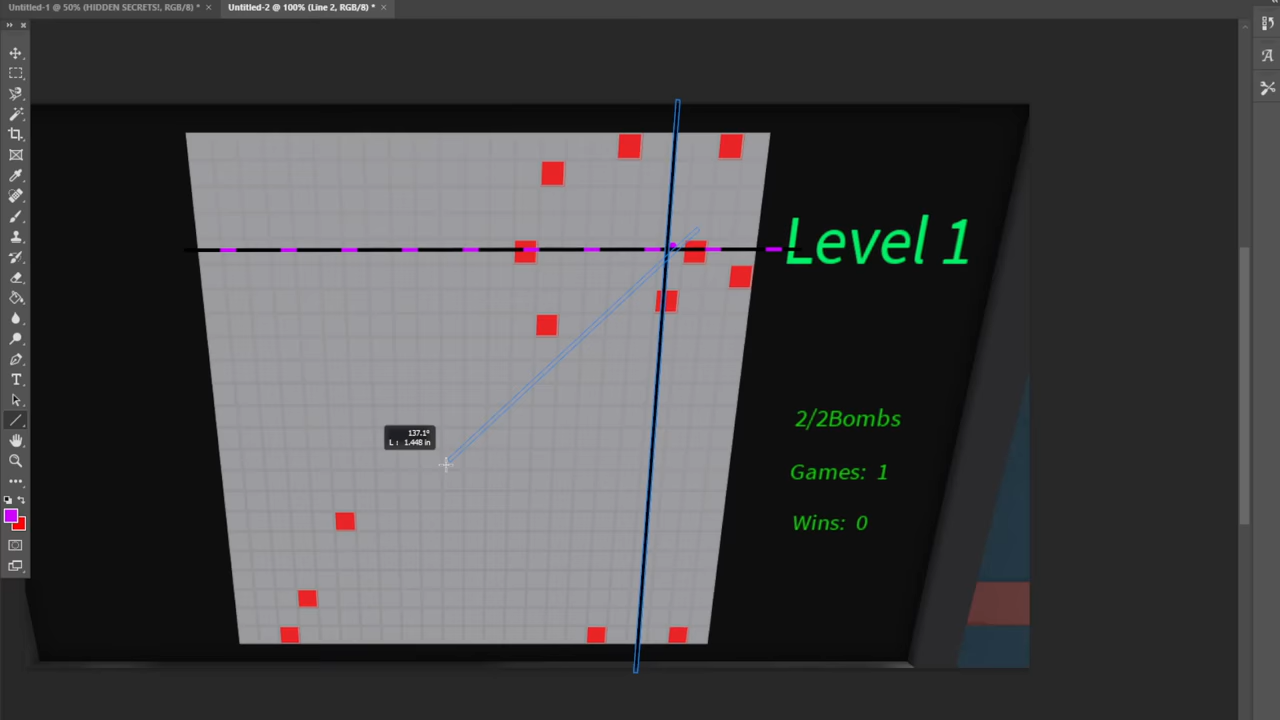 Untitled-1 @ 50% (HIDDEN SECRETS!, RGB/8) * ×
Untitled-2 @ 100% (Line 2, RGB/8) * ×
Level 1
137.1°
L : 1.448 in
2/2Bombs
Games: 1
Wins: 0